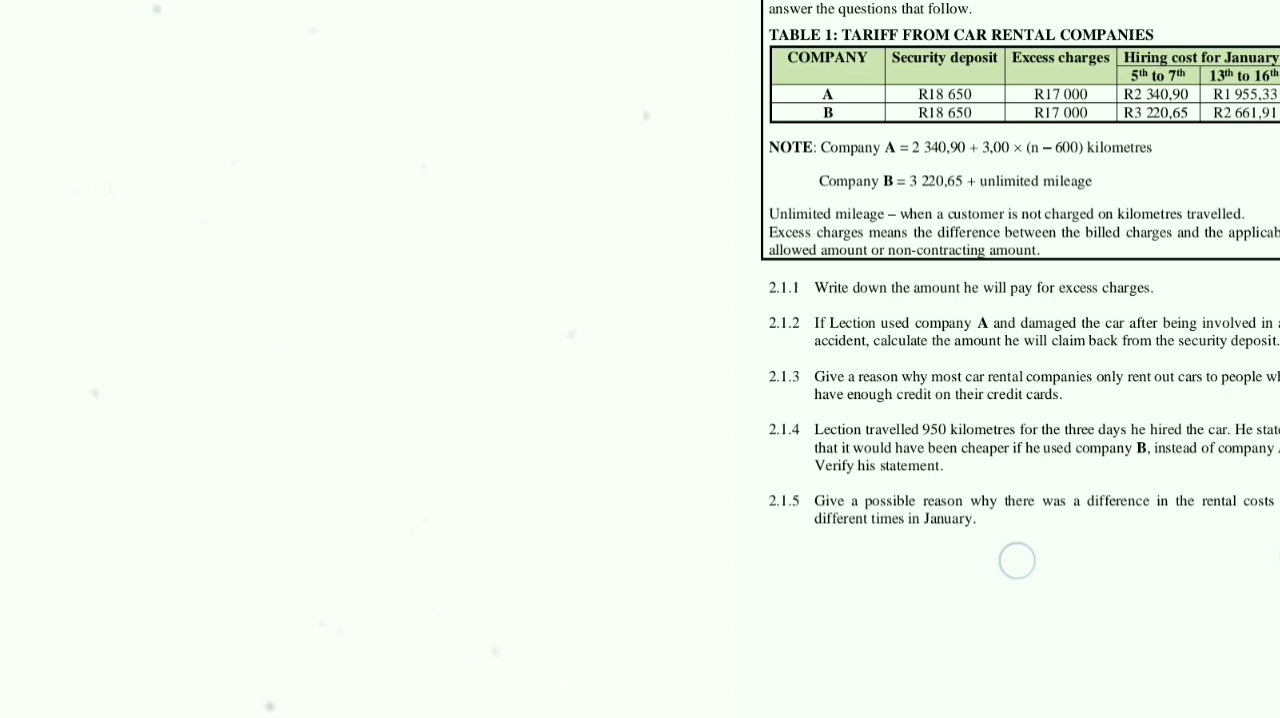 answer the questions that follow.
TABLE 1: TARIFF FROM CAR RENTAL COMPANIES
COMPANY Security deposit Excess charges Hiring cost for January
5th to 7th 13th to 16th
A R18 650 R17 000 R2 340,90 R1 955,33
B R18 650 R17 000 R3 220,65 R2 661,91
NOTE: Company A = 2 340,90 + 3,00 × (n – 600) kilometres
Company B = 3 220,65 + unlimited mileage
Unlimited mileage – when a customer is not charged on kilometres travelled.
Excess charges means the difference between the billed charges and the
allowed amount or non-contracting amount.
2.1.1 Write down the amount he will pay for excess charges.
2.1.2 If Lection used company A and damaged the car after being involved in
accident, calculate the amount he will claim back from the security deposit.
2.1.3 Give a reason why most car rental companies only rent out cars to people
have enough credit on their credit cards.
2.1.4 Lection travelled 950 kilometres for the three days he hired the car. He
that it would have been cheaper if he used company B, instead of company
Verify his statement.
2.1.5 Give a possible reason why there was a difference in the rental costs
different times in January.